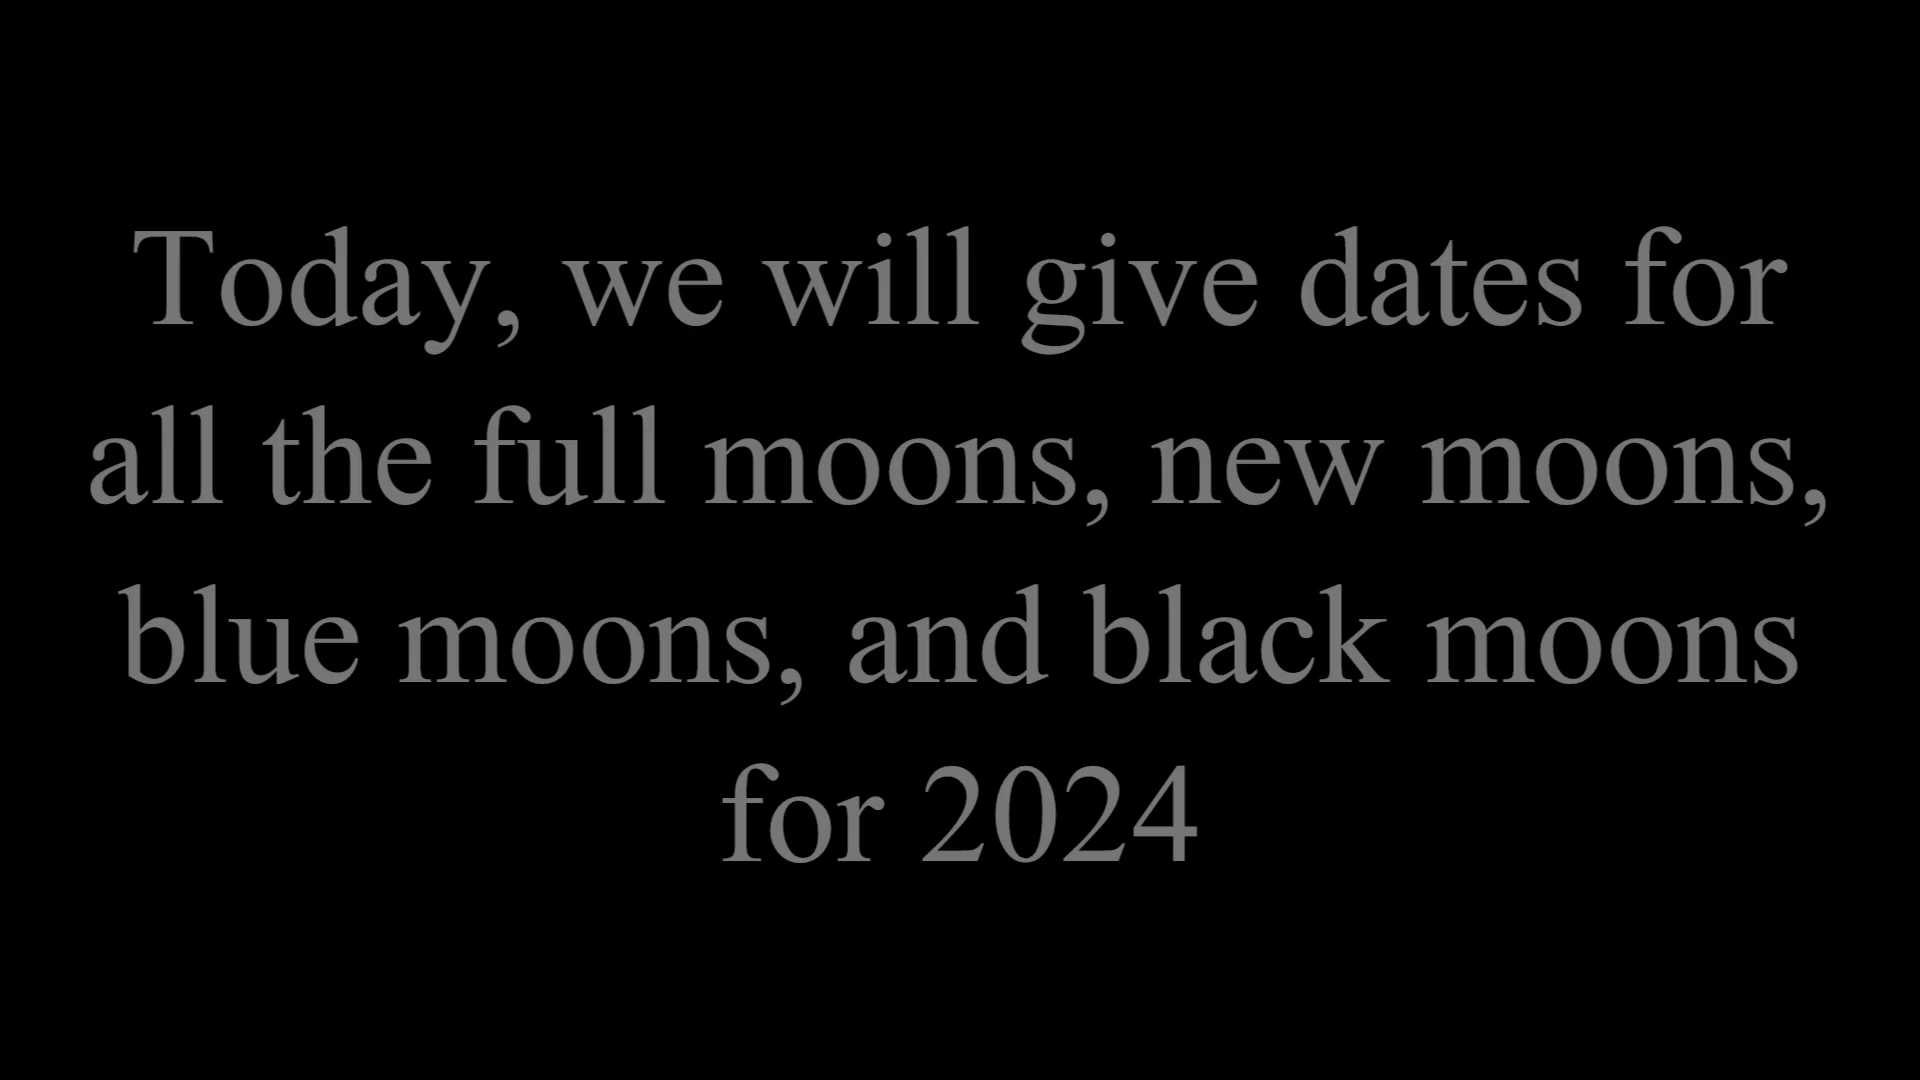 Today, we will give dates for
all the full moons, new moons,
blue moons, and black moons
for 2024